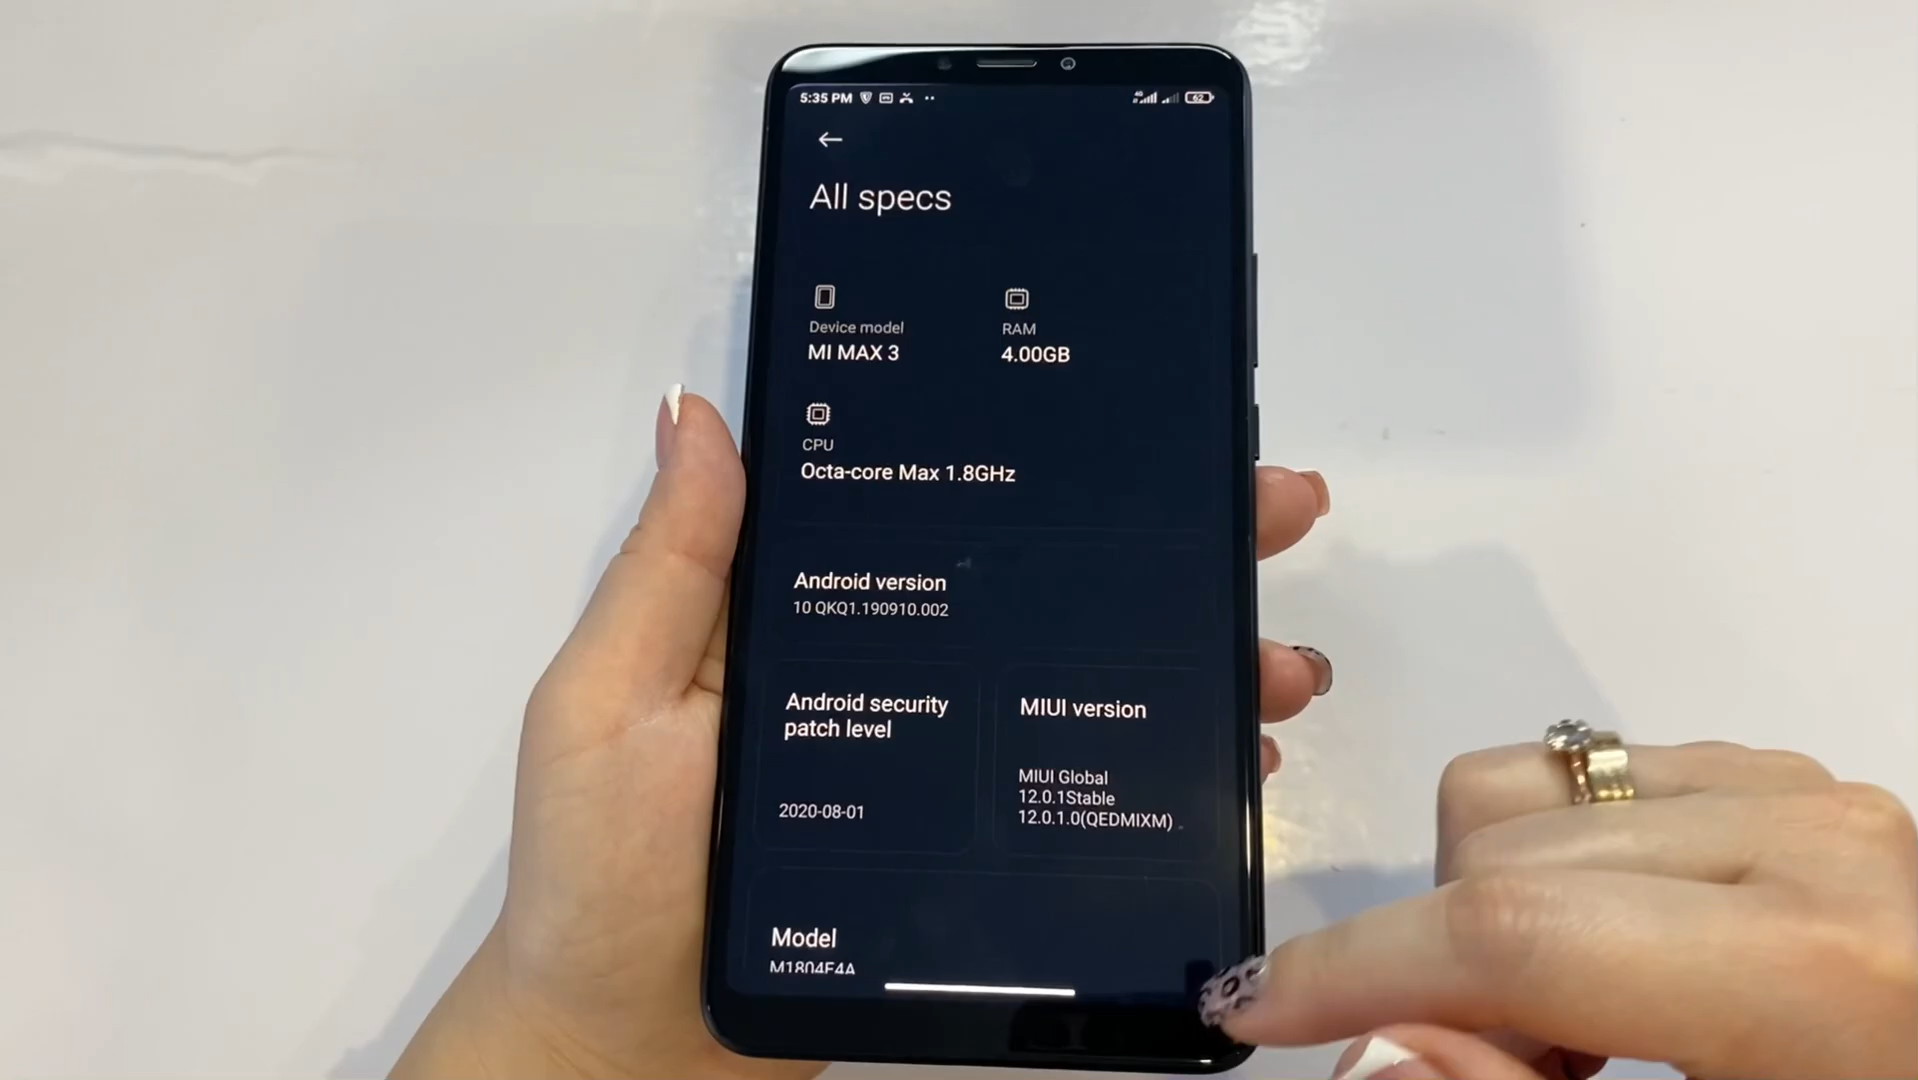 5:35 PM
4G
62
All specs
Device model
MI MAX 3
RAM
4.00GB
CPU
Octa-core Max 1.8GHz
Android version
10 QKQ1.190910.002
Android security
patch level
2020-08-01
MIUI version
MIUI Global
12.0.1Stable
12.0.1.0(QEDMIXM)
Model
M1804E4A